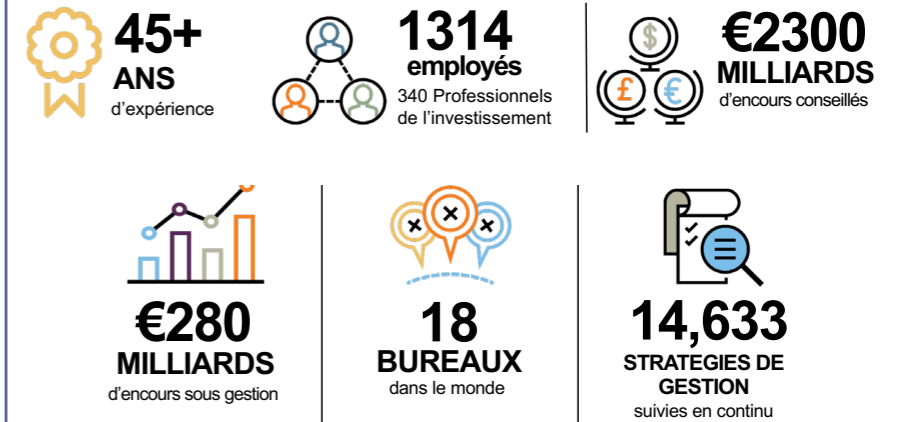 45+
ANS
d'expérience
1314
employés
340 Professionnels
de l'investissement
$
£
€
€2300
MILLIARDS
d'encours conseillés
€280
MILLIARDS
d'encours sous gestion
18
BUREAUX
dans le monde
14,633
STRATEGIES DE
GESTION
suivies en continu